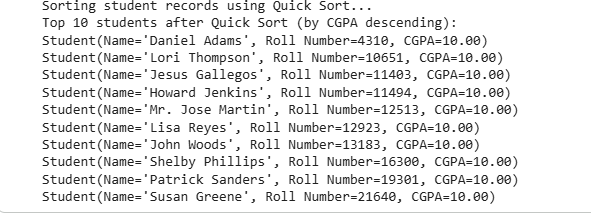 Sorting student records using Quick Sort...
Top 10 students after Quick Sort (by CGPA descending):
Student(Name='Daniel Adams', Roll Number=4310, CGPA=10.00)
Student(Name='Lori Thompson', Roll Number=10651, CGPA=10.00)
Student(Name='Jesus Gallegos', Roll Number=11403, CGPA=10.00)
Student(Name='Howard Jenkins', Roll Number=11494, CGPA=10.00)
Student(Name='Mr. Jose Martin', Roll Number=12513, CGPA=10.00)
Student(Name='Lisa Reyes', Roll Number=12923, CGPA=10.00)
Student(Name='John Woods', Roll Number=13183, CGPA=10.00)
Student(Name='Shelby Phillips', Roll Number=16300, CGPA=10.00)
Student(Name='Patrick Sanders', Roll Number=19301, CGPA=10.00)
Student(Name='Susan Greene', Roll Number=21640, CGPA=10.00)